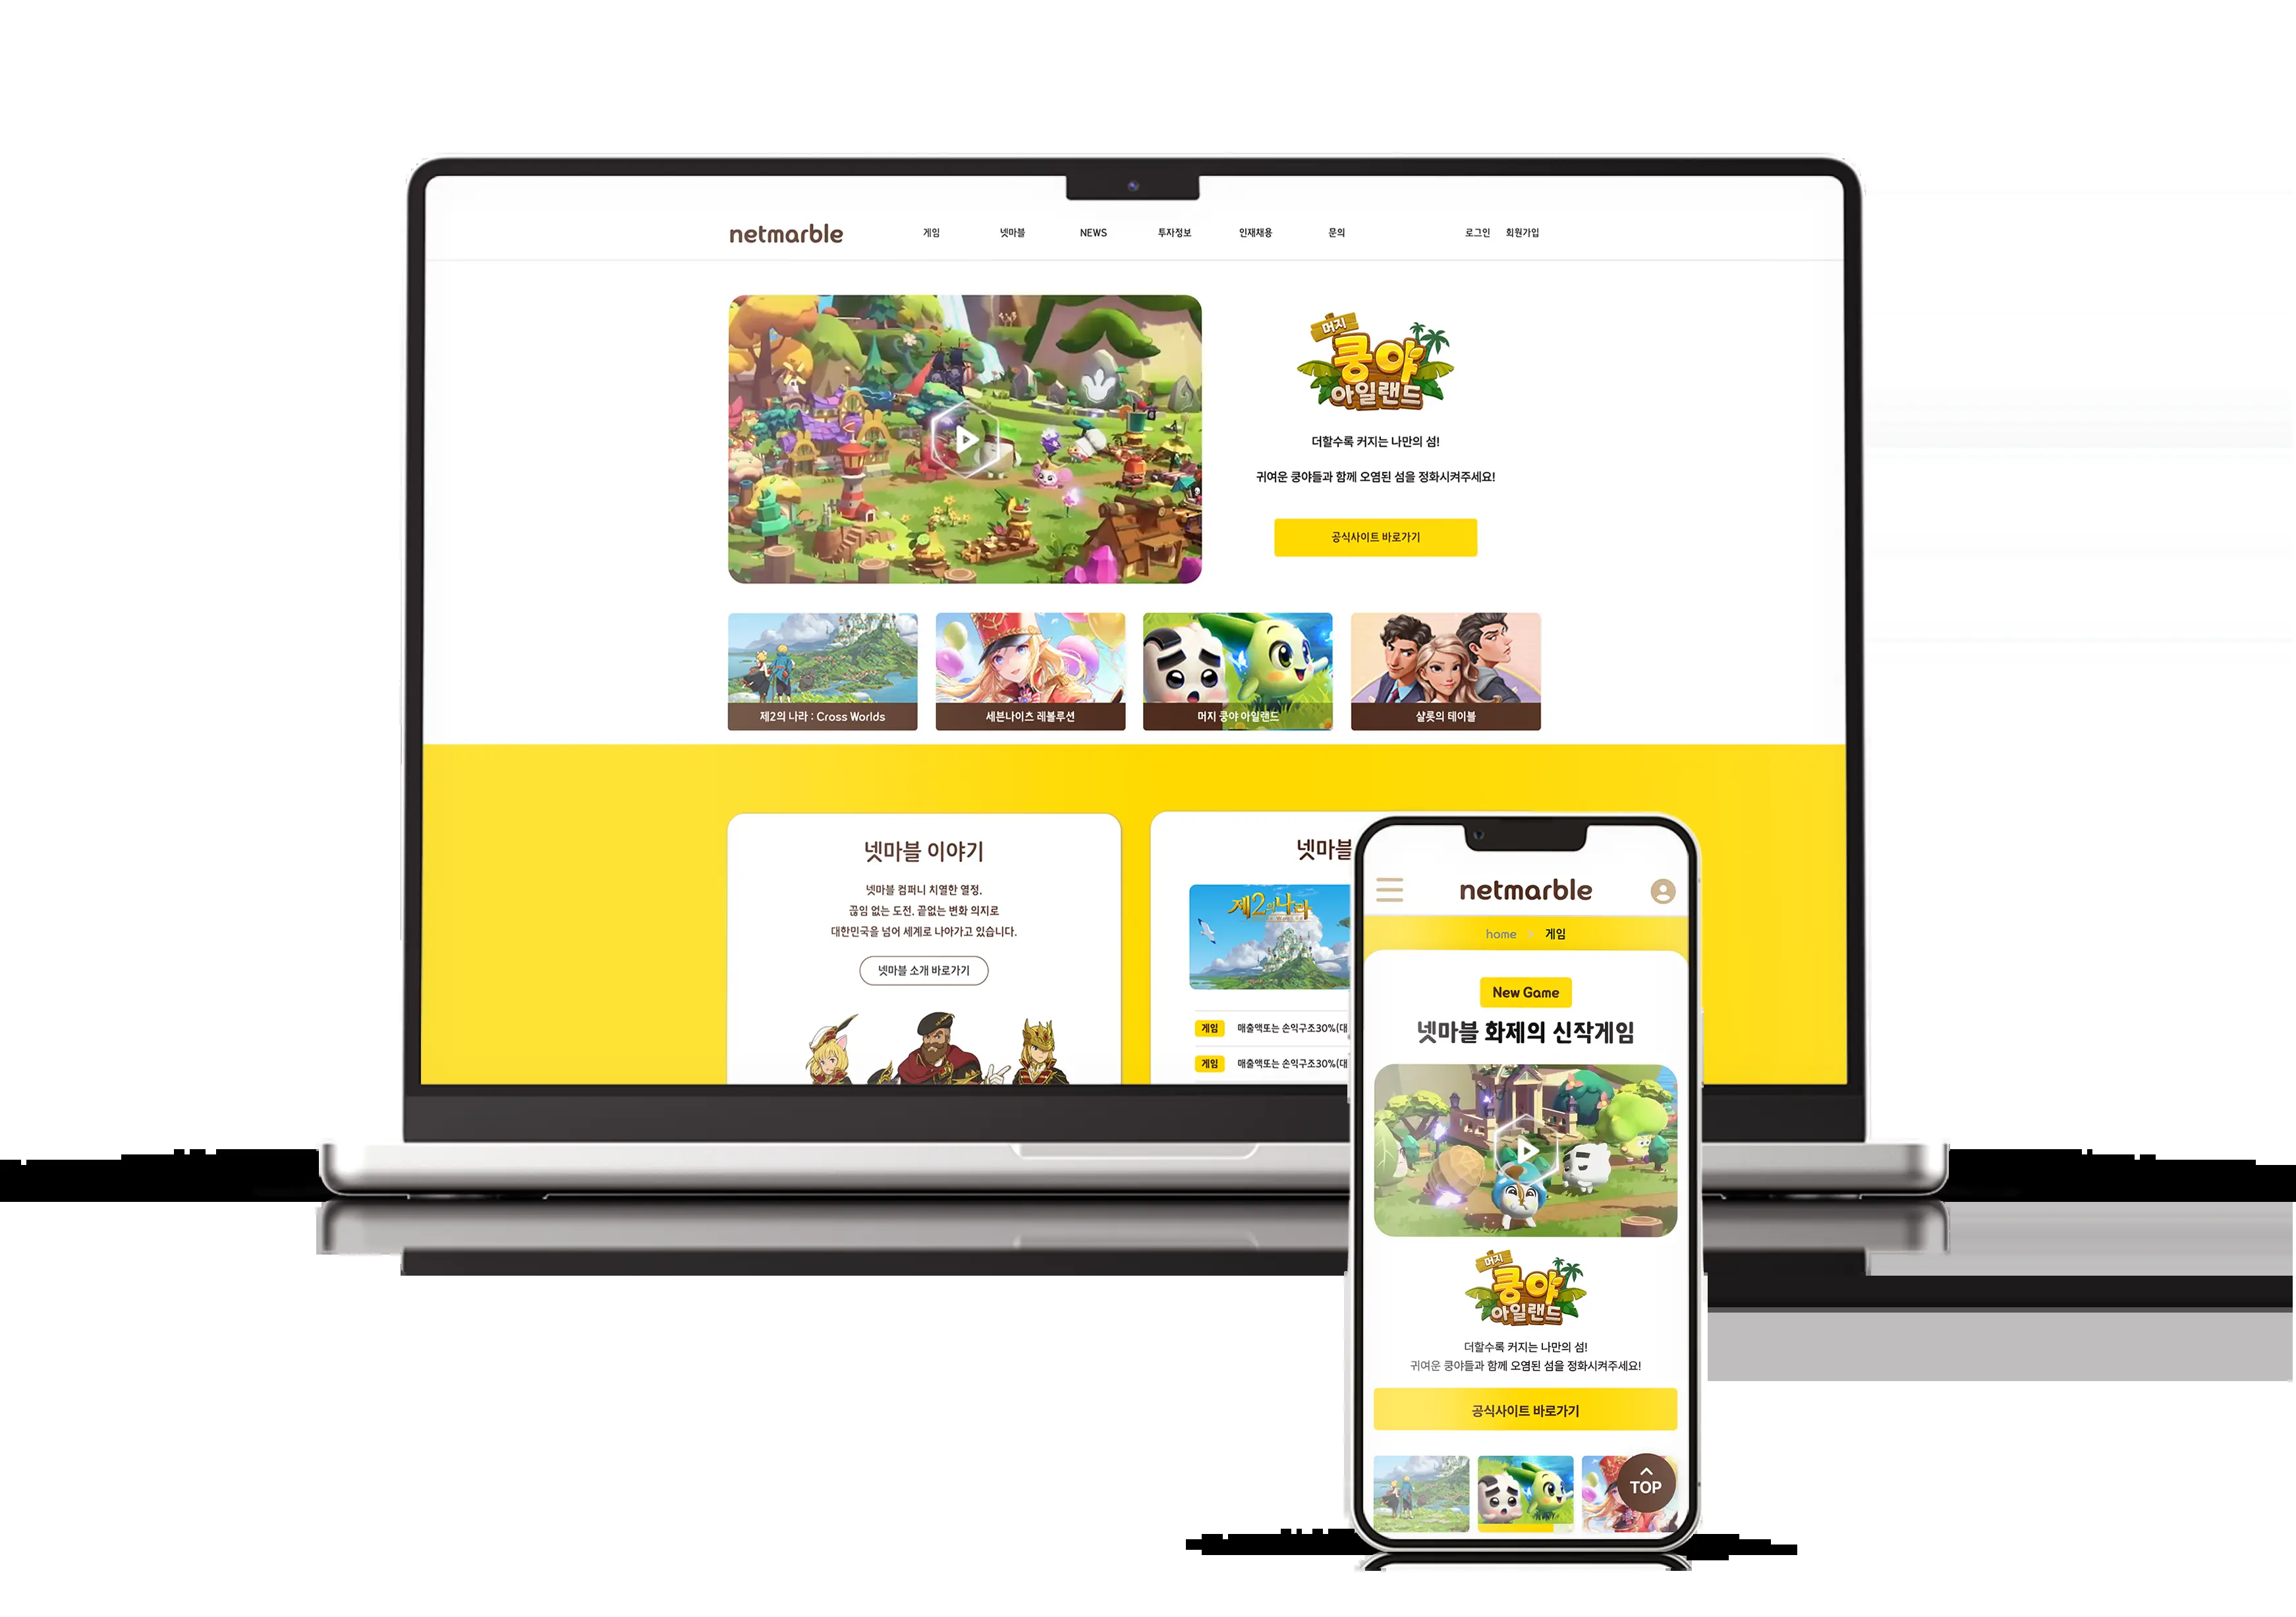 netmarble
게임
넷마블
NEWS
투자정보
인재채용
문의
로그인
회원가입
머지
쿵야
아일랜드
더할수록 커지는 나만의 섬!
귀여운 쿵야들과 함께 오염된 섬을 정화시켜주세요!
공식사이트 바로가기
제2의 나라 : Cross Worlds
세븐나이츠 레볼루션
머지 쿵야 아일랜드
샬롯의 테이블
넷마블 이야기
넷마블 컴퍼니 치열한 열정,
끊임 없는 도전, 끝없는 변화 의지로
대한민국을 넘어 세계로 나아가고 있습니다.
넷마블 소개 바로가기
넷마블
제2의나라
게임
매출액또는 손익구조30%(대
게임
매출액또는 손익구조30%(대
netmarble
home
게임
New Game
넷마블 화제의 신작게임
머지
쿵야
아일랜드
더할수록 커지는 나만의 섬!
귀여운 쿵야들과 함께 오염된 섬을 정화시켜주세요!
공식사이트 바로가기
TOP